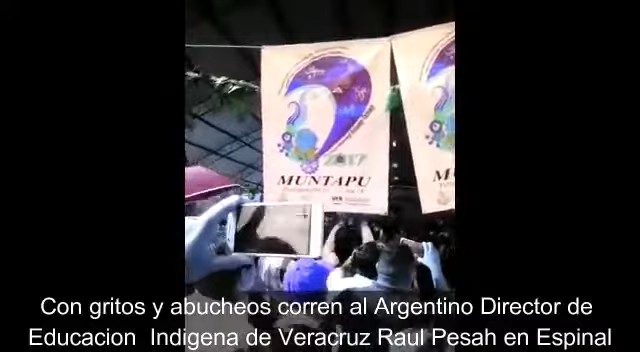 2017
MUNTAPU
Con gritos y abucheos corren al Argentino Director de
Educacion Indigena de Veracruz Raul Pesah en Espinal